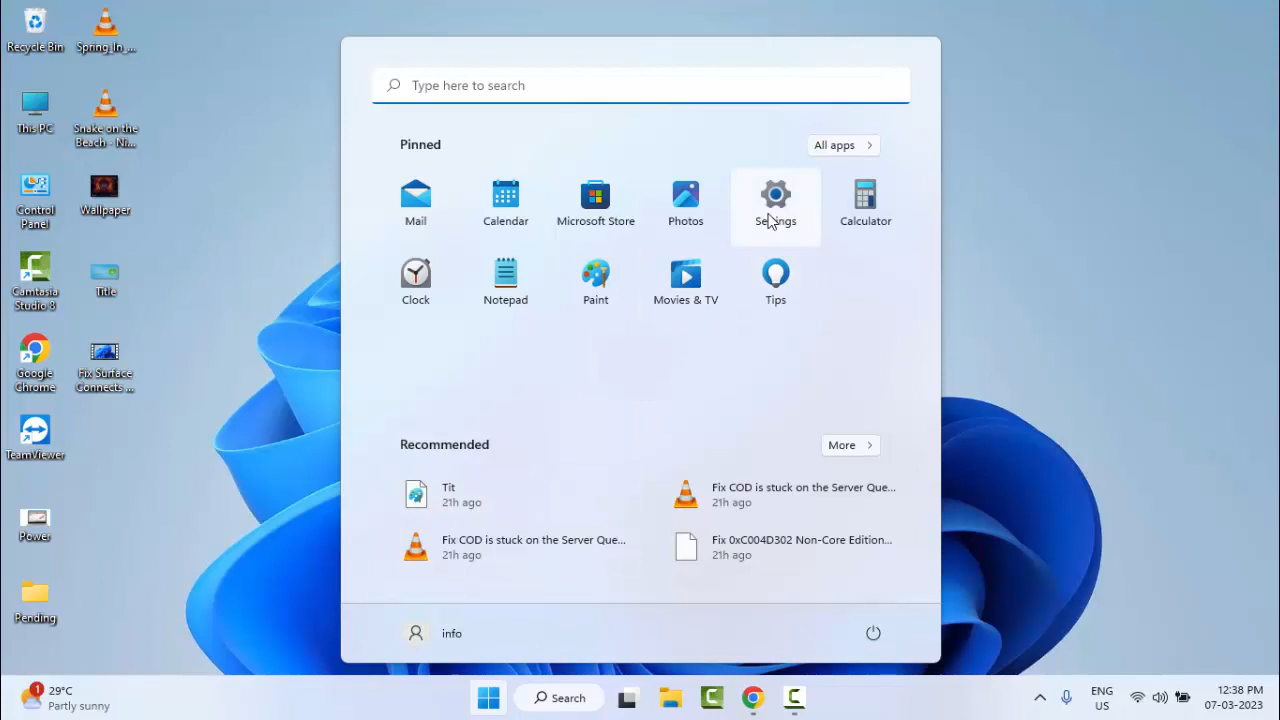 Recycle Bin
Spring_In_...
This PC
Snake on the
Beach - Ni...
Control
Panel
Wallpaper
Camtasia
Studio 8
Title
Google
Chrome
Fix Surface
Connects ...
TeamViewer
Power
Pending
Type here to search
Pinned
All apps
Mail
Calendar
Microsoft Store
Photos
Settings
Calculator
Clock
Notepad
Paint
Movies & TV
Tips
Recommended
More
Tit
21h ago
Fix COD is stuck on the Server Que...
21h ago
Fix COD is stuck on the Server Que...
21h ago
Fix 0xC004D302 Non-Core Edition...
21h ago
info
1
29°C
Partly sunny
Search
ENG
US
12:38 PM
07-03-2023